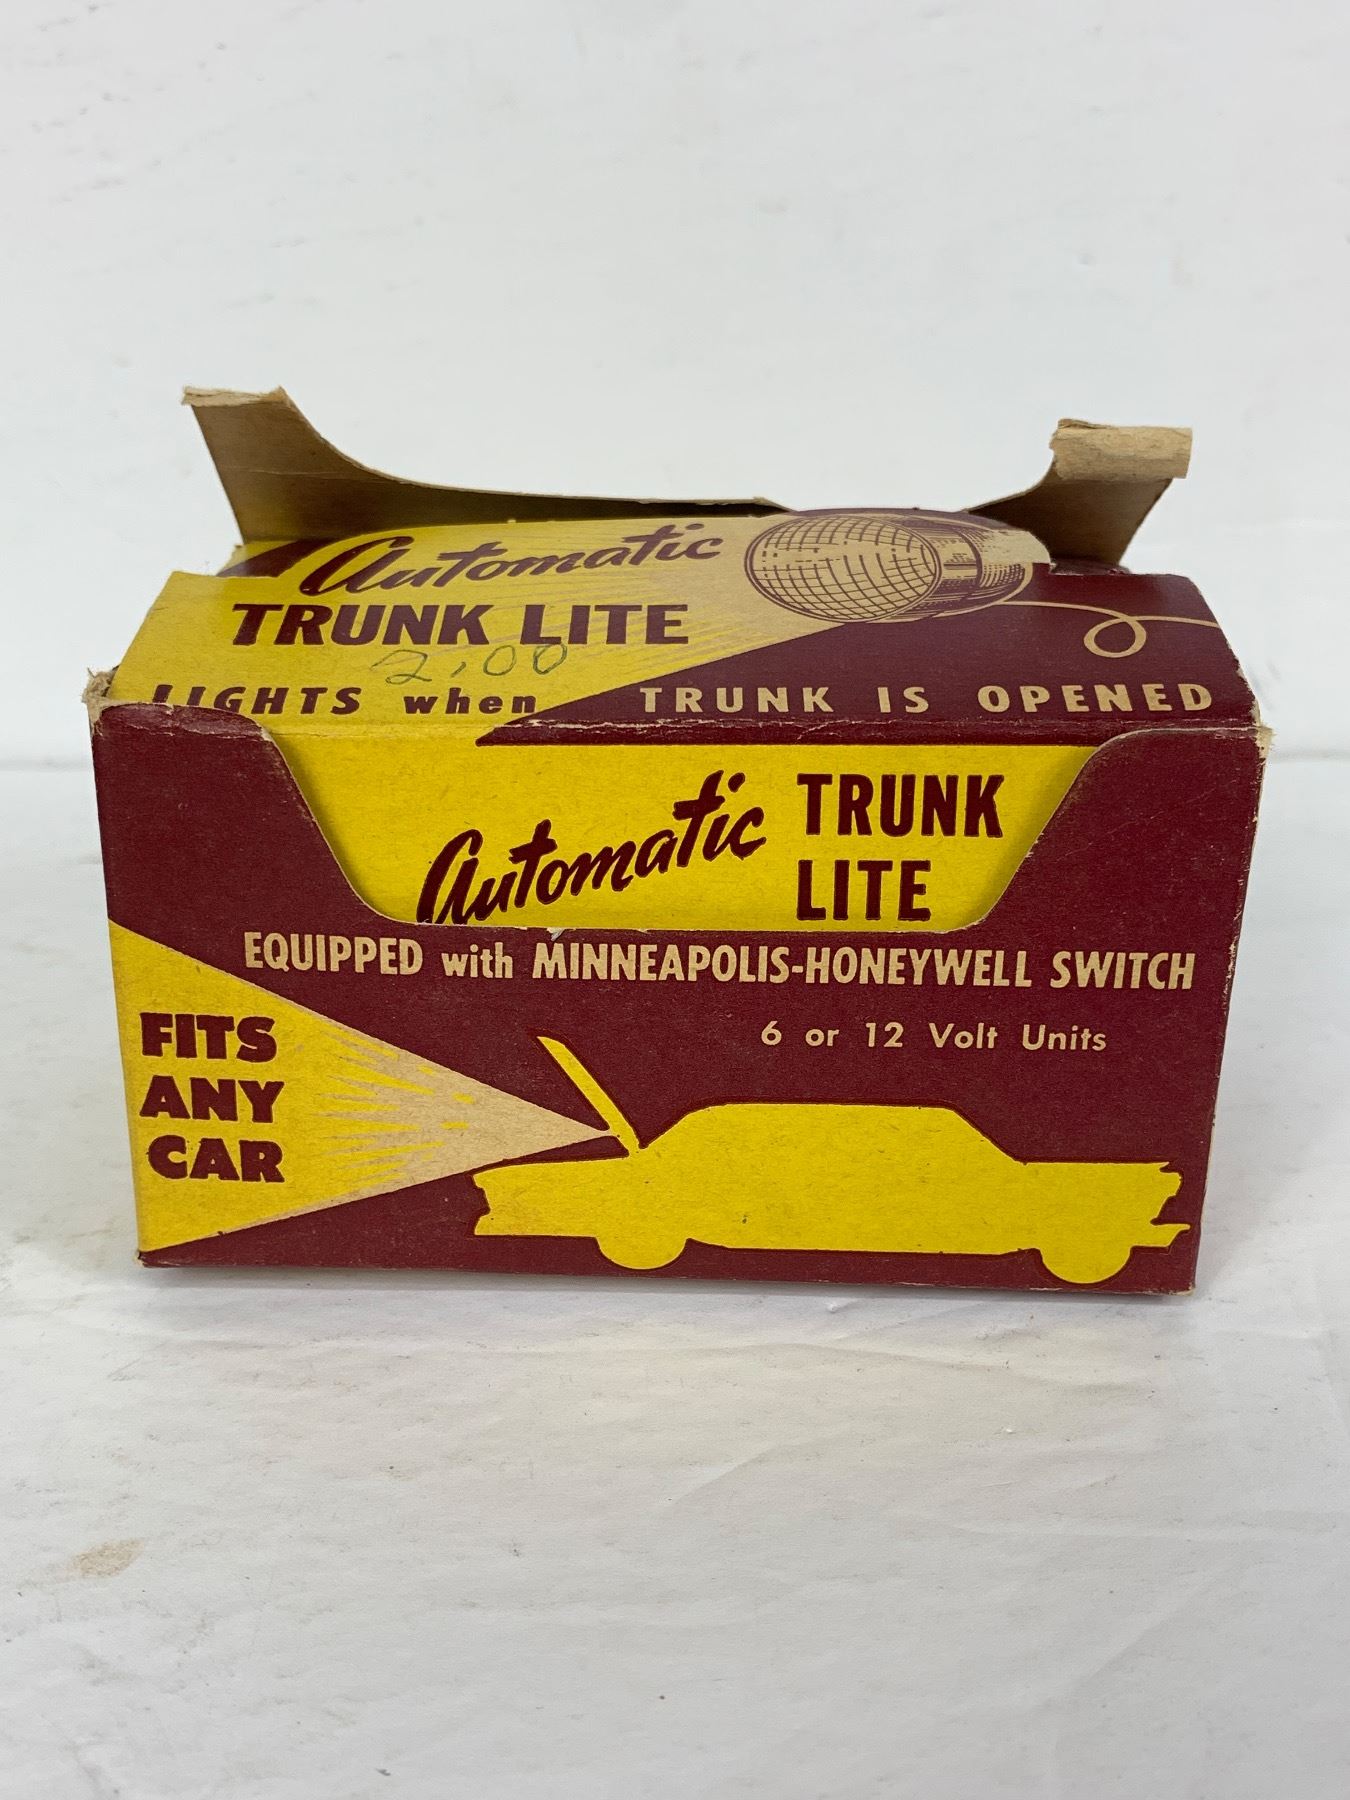 Automatic
TRUNK LITE
2.00
LIGHTS when TRUNK IS OPENED
Automatic TRUNK
LITE
EQUIPPED with MINNEAPOLIS-HONEYWELL SWITCH
6 or 12 Volt Units
FITS
ANY
CAR